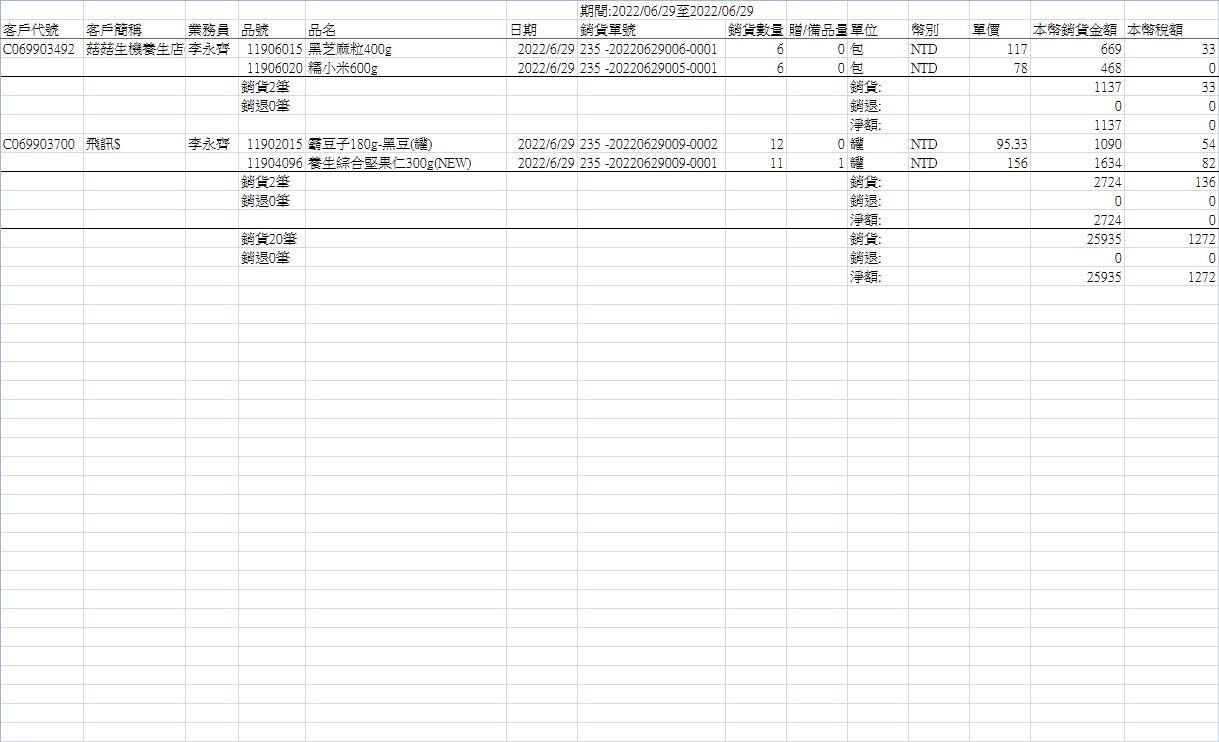 期間:2022/06/29至2022/06/29
客戶代號 客戶簡稱 業務員 品號 品名 日期 銷貨單號 銷貨數量 贈/備品量 單位 幣別 單價 本幣銷貨金額 本幣稅額
C069903492 菇菇生機養生店 李永齊 11906015 黑芝麻粒400g 2022/6/29 235 -20220629006-0001 6 0 包 NTD 117 669 33
11906020 糯小米600g 2022/6/29 235 -20220629005-0001 6 0 包 NTD 78 468 0
銷貨2筆 銷貨: 1137 33
銷退0筆 銷退: 0 0
淨額: 1137 0
C069903700 飛訊$ 李永齊 11902015 霸豆子180g-黑豆(罐) 2022/6/29 235 -20220629009-0002 12 0 罐 NTD 95.33 1090 54
11904096 養生綜合堅果仁300g(NEW) 2022/6/29 235 -20220629009-0001 11 1 罐 NTD 156 1634 82
銷貨2筆 銷貨: 2724 136
銷退0筆 銷退: 0 0
淨額: 2724 0
銷貨20筆 銷貨: 25935 1272
銷退0筆 銷退: 0 0
淨額: 25935 1272